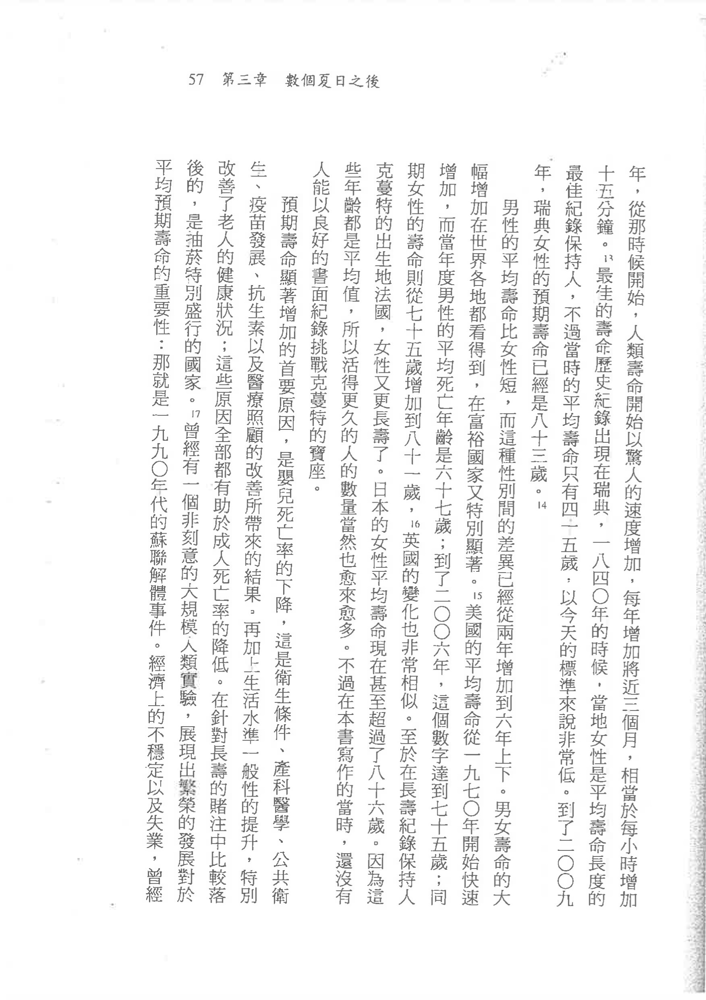 57 第三章 數個夏日之後
年，從那時候開始，人類壽命開始以驚人的速度增加，每年增加將近三個月，相當於每小時增加
十五分鐘。13最佳的壽命歷史紀錄出現在瑞典，一八四〇年的時候，當地女性是平均壽命長度的
最佳紀錄保持人，不過當時的平均壽命只有四十五歲，以今天的標準來說非常低。到了二〇〇九
年，瑞典女性的預期壽命已經是八十三歲。14
男性的平均壽命比女性短，而這種性別間的差異已經從兩年增加到六年上下。男女壽命的大
幅增加在世界各地都看得到，在富裕國家又特別顯著。15美國的平均壽命從一九七〇年開始快速
增加，而當年度男性的平均死亡年齡是六十七歲；到了二〇〇六年，這個數字達到七十五歲；同
期女性的壽命則從七十五歲增加到八十一歲，16英國的變化也非常相似。至於在長壽紀錄保持人
克蔓特的出生地法國，女性又更長壽了。日本的女性平均壽命現在甚至超過了八十六歲。因為這
些年齡都是平均值，所以活得更久的人的數量當然也愈來愈多。不過在本書寫作的當時，還沒有
人能以良好的書面紀錄挑戰克蔓特的寶座。
預期壽命顯著增加的首要原因，是嬰兒死亡率的下降，這是衛生條件、產科醫學、公共衛
生、疫苗發展、抗生素以及醫療照顧的改善所帶來的結果。再加上生活水準一般性的提升，特別
改善了老人的健康狀況；這些原因全部都有助於成人死亡率的降低。在針對長壽的賭注中比較落
後的，是抽菸特別盛行的國家。17曾經有一個非刻意的大規模人類實驗，展現出繁榮的發展對於
平均預期壽命的重要性：那就是一九九〇年代的蘇聯解體事件。經濟上的不穩定以及失業，曾經